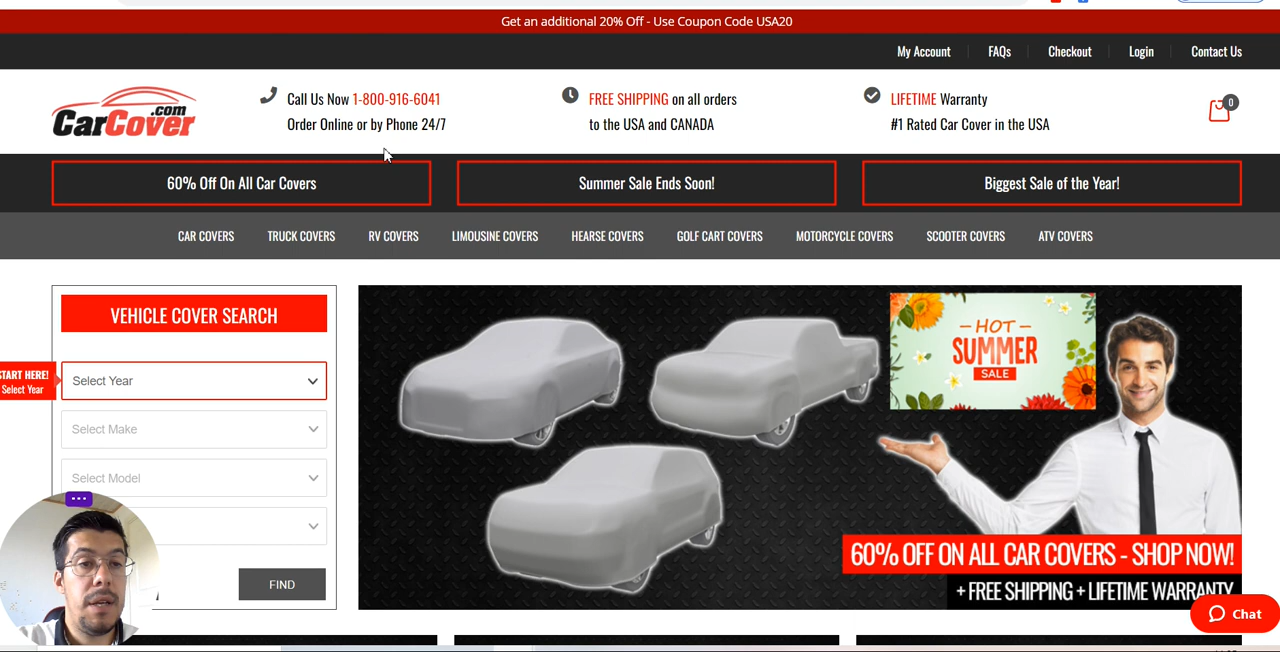 Get an additional 20% Off - Use Coupon Code USA20
My Account
FAQs
Checkout
Login
Contact Us
CarCover.com
Call Us Now 1-800-916-6041
Order Online or by Phone 24/7
FREE SHIPPING on all orders
to the USA and CANADA
LIFETIME Warranty
#1 Rated Car Cover in the USA
0
60% Off On All Car Covers
Summer Sale Ends Soon!
Biggest Sale of the Year!
CAR COVERS
TRUCK COVERS
RV COVERS
LIMOUSINE COVERS
HEARSE COVERS
GOLF CART COVERS
MOTORCYCLE COVERS
SCOOTER COVERS
ATV COVERS
VEHICLE COVER SEARCH
START HERE!
Select Year
Select Year
Select Make
Select Model
FIND
HOT
SUMMER
SALE
60% OFF ON ALL CAR COVERS - SHOP NOW!
+ FREE SHIPPING + LIFETIME WARRANTY
Chat